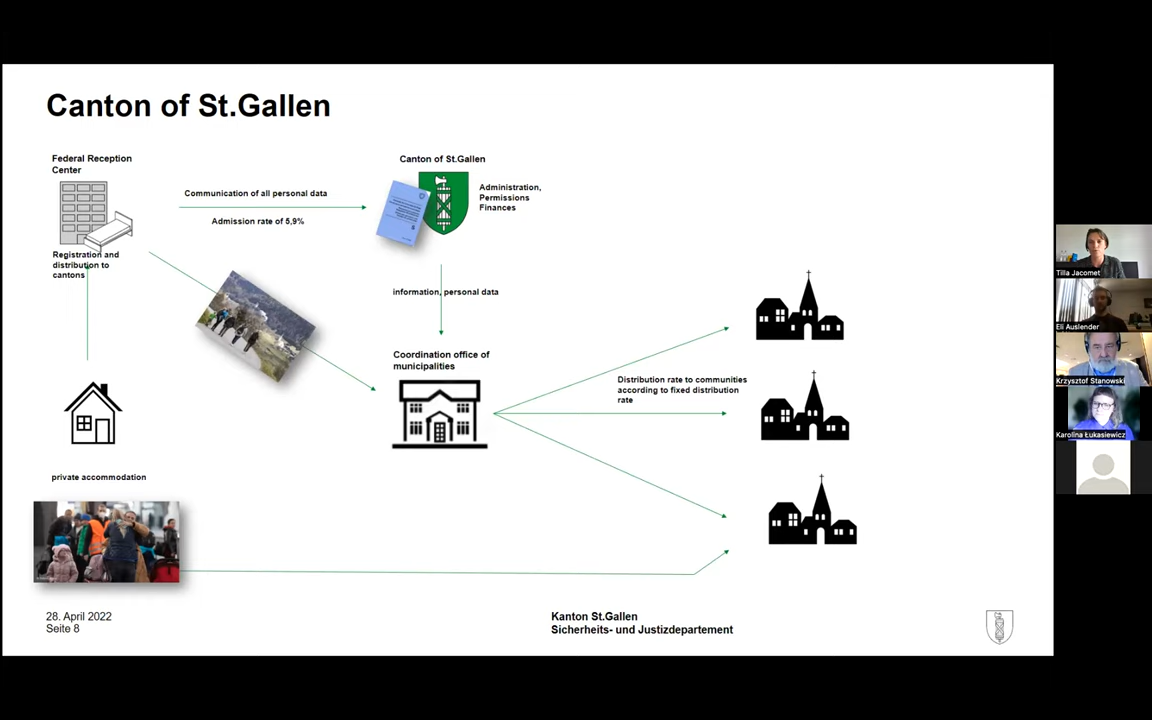 Canton of St.Gallen
Federal Reception
Center
Canton of St.Gallen
Communication of all personal data
Administration,
Permissions
Finances
Admission rate of 5,9%
Registration and
distribution to
cantons
information, personal data
Coordination office of
municipalities
Distribution rate to communities
according to fixed distribution
rate
private accommodation
28. April 2022
Seite 8
Kanton St.Gallen
Sicherheits- und Justizdepartement
Tilla Jacomet
Eli Auslender
Krzysztof Stanowski
Karolina Łukasiewicz